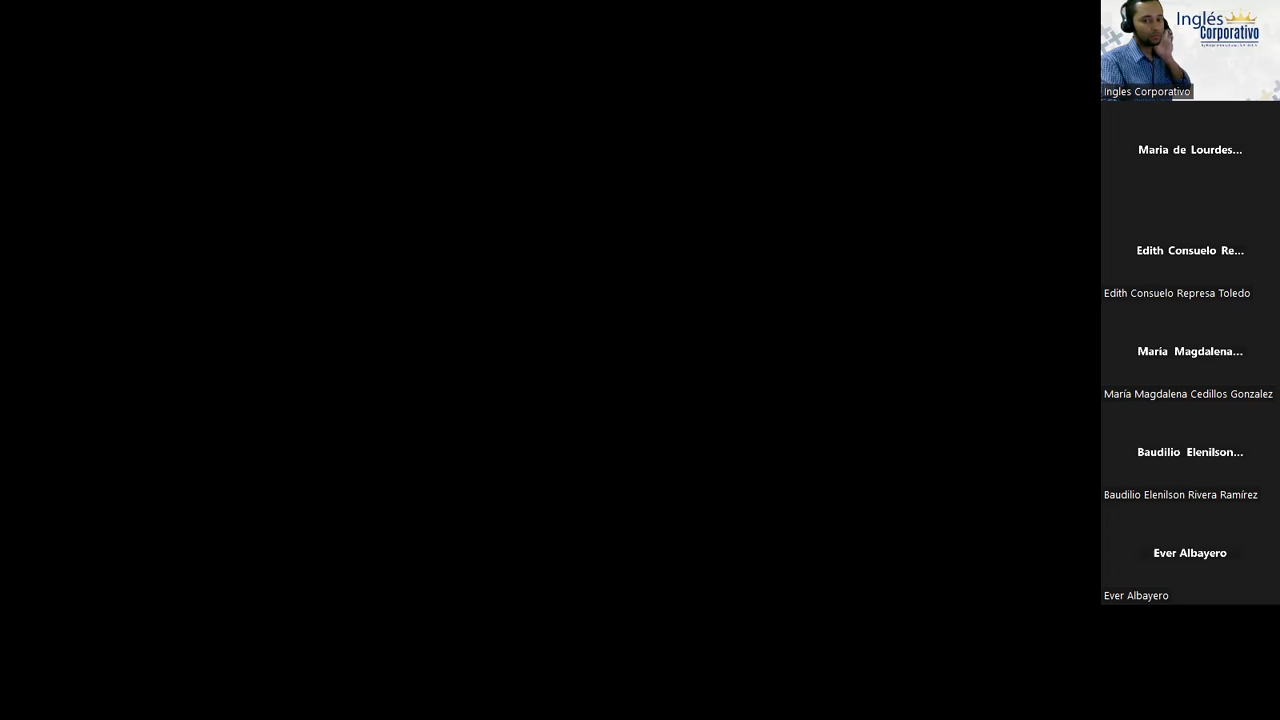 Inglés
Corporativo
Ingles Corporativo
Maria de Lourdes...
Edith Consuelo Re...
Edith Consuelo Represa Toledo
María Magdalena...
María Magdalena Cedillos Gonzalez
Baudilio Elenilson...
Baudilio Elenilson Rivera Ramírez
Ever Albayero
Ever Albayero